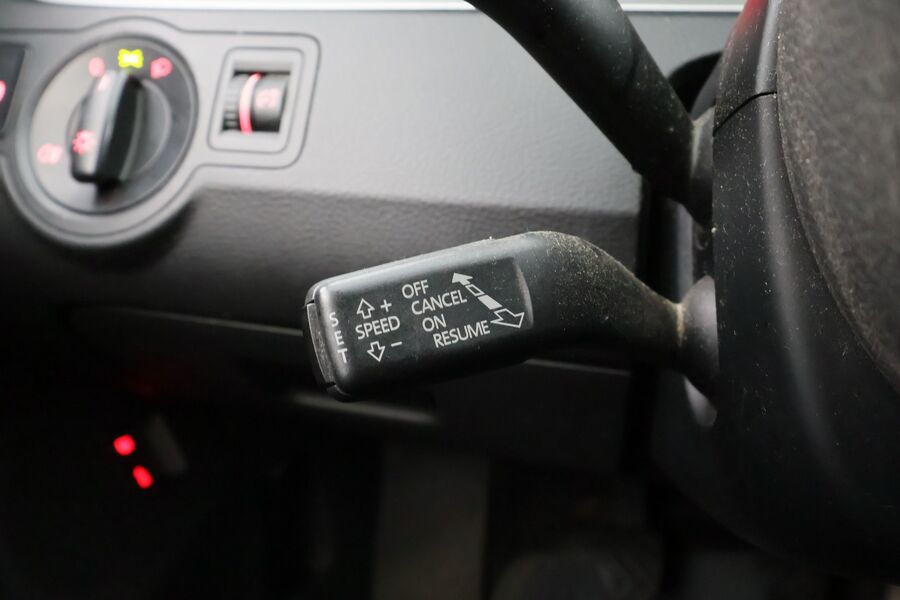 SET
+
SPEED
−
OFF
CANCEL
ON
RESUME